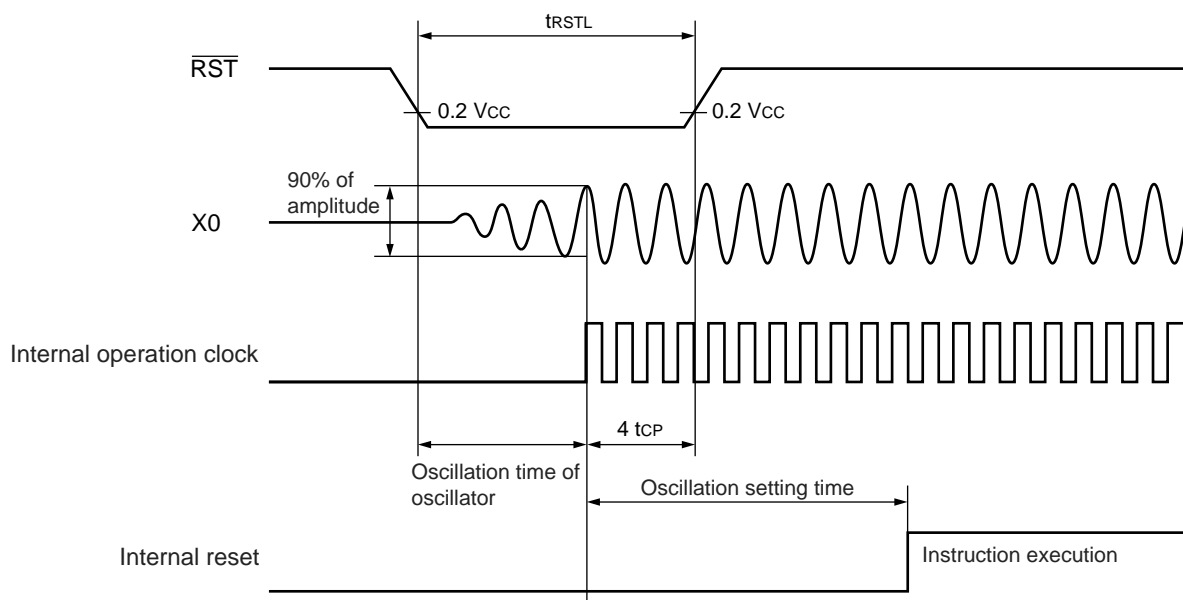 tRSTL
RST
0.2 VCC
0.2 VCC
90% of
amplitude
X0
Internal operation clock
4 tCP
Oscillation time of
oscillator
Oscillation setting time
Internal reset
Instruction execution